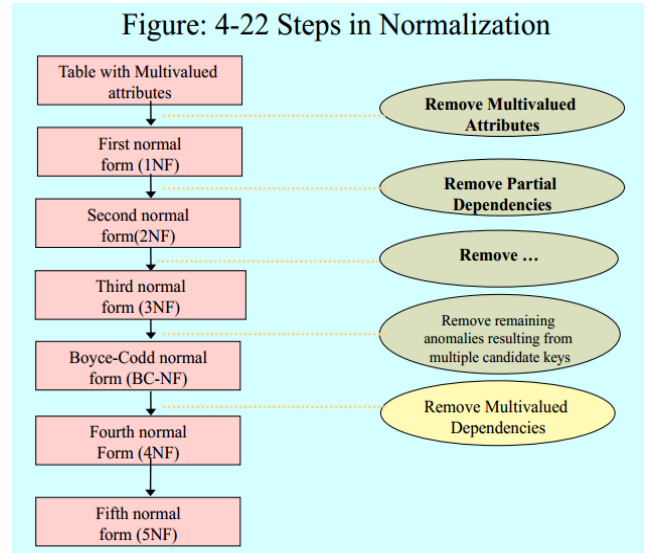 Figure: 4-22 Steps in Normalization
Table with Multivalued
attributes
Remove Multivalued
Attributes
First normal
form (1NF)
Remove Partial
Dependencies
Second normal
form(2NF)
Remove …
Third normal
form (3NF)
Remove remaining
anomalies resulting from
multiple candidate keys
Boyce-Codd normal
form (BC-NF)
Remove Multivalued
Dependencies
Fourth normal
Form (4NF)
Fifth normal
form (5NF)